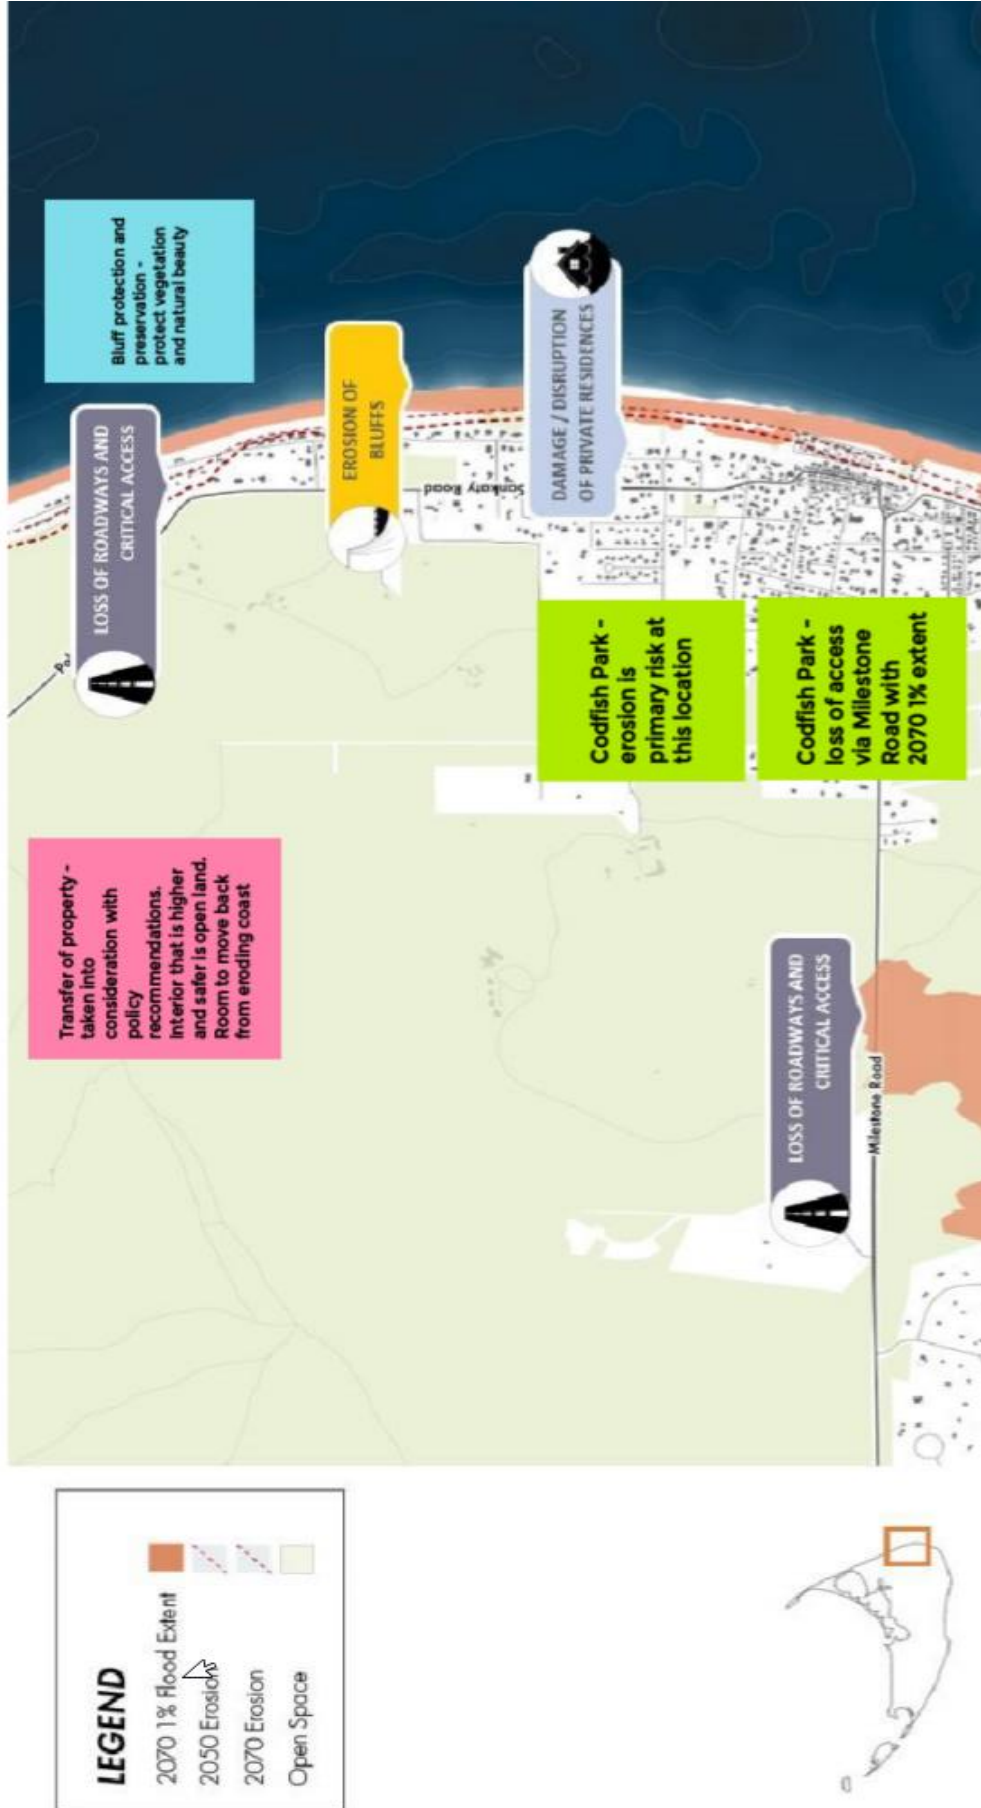 Bluff protection and
preservation -
protect vegetation
and natural beauty
LOSS OF ROADWAYS AND
CRITICAL ACCESS
EROSION OF
BLUFFS
DAMAGE / DISRUPTION
OF PRIVATE RESIDENCES
Sankaty Road
Codfish Park -
erosion is
primary risk at
this location
Codfish Park -
loss of access
via Milestone
Road with
2070 1% extent
Transfer of property -
taken into
consideration with
policy
recommendations.
Interior that is higher
and safer is open land.
Room to move back
from eroding coast
LOSS OF ROADWAYS AND
CRITICAL ACCESS
Milestone Road
LEGEND
2070 1% Flood Extent
2050 Erosion
2070 Erosion
Open Space